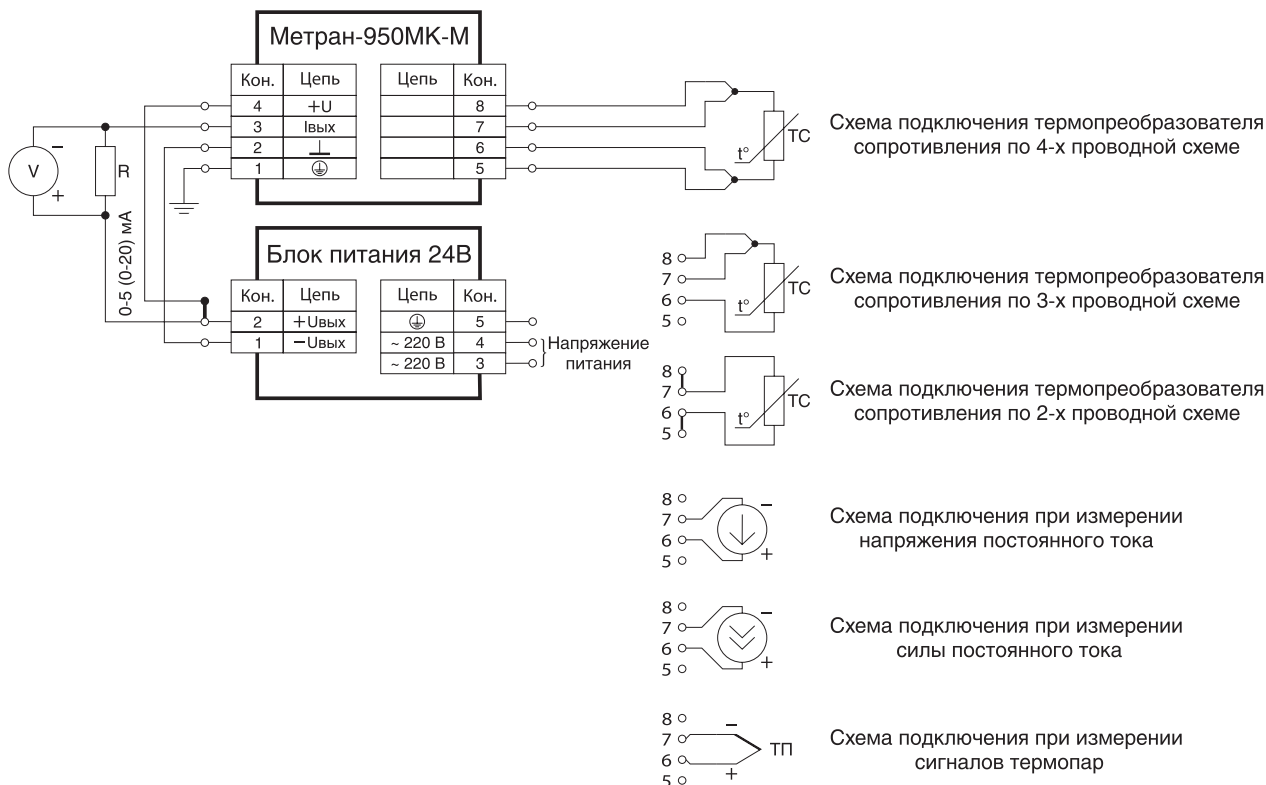 Метран-950МК-М
Кон. Цепь Цепь Кон.
4 +U 8
3 Iвых 7
2 ⊥ 6
1 5
V
−
+
R
0-5 (0-20) мА
t° ТС
Схема подключения термопреобразователя
сопротивления по 4-х проводной схеме
Блок питания 24В
Кон. Цепь Цепь Кон.
2 +Uвых 5
1 −Uвых ~ 220 В 4
~ 220 В 3
Напряжение
питания
8
7
6
5
t° ТС
Схема подключения термопреобразователя
сопротивления по 3-х проводной схеме
8
7
6
5
t° ТС
Схема подключения термопреобразователя
сопротивления по 2-х проводной схеме
8
7
6
5
−
+
Схема подключения при измерении
напряжения постоянного тока
8
7
6
5
−
+
Схема подключения при измерении
силы постоянного тока
8
7
6
5
−
+
ТП
Схема подключения при измерении
сигналов термопар